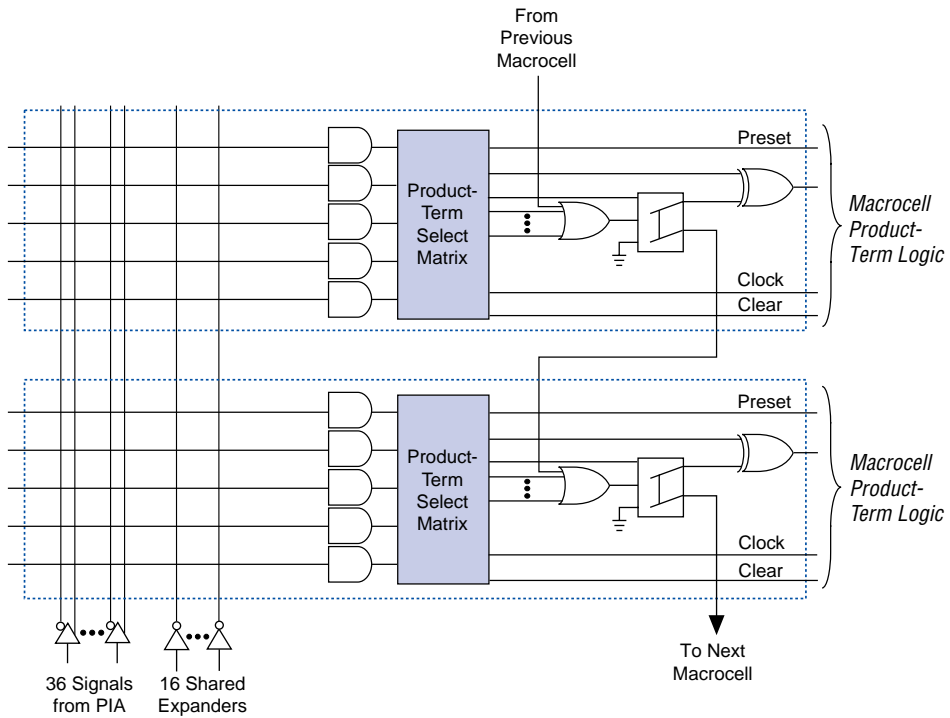 From
Previous
Macrocell
Preset
Product-
Term
Select
Matrix
Macrocell
Product-
Term Logic
Clock
Clear
Preset
Product-
Term
Select
Matrix
Macrocell
Product-
Term Logic
Clock
Clear
To Next
Macrocell
36 Signals
from PIA
16 Shared
Expanders